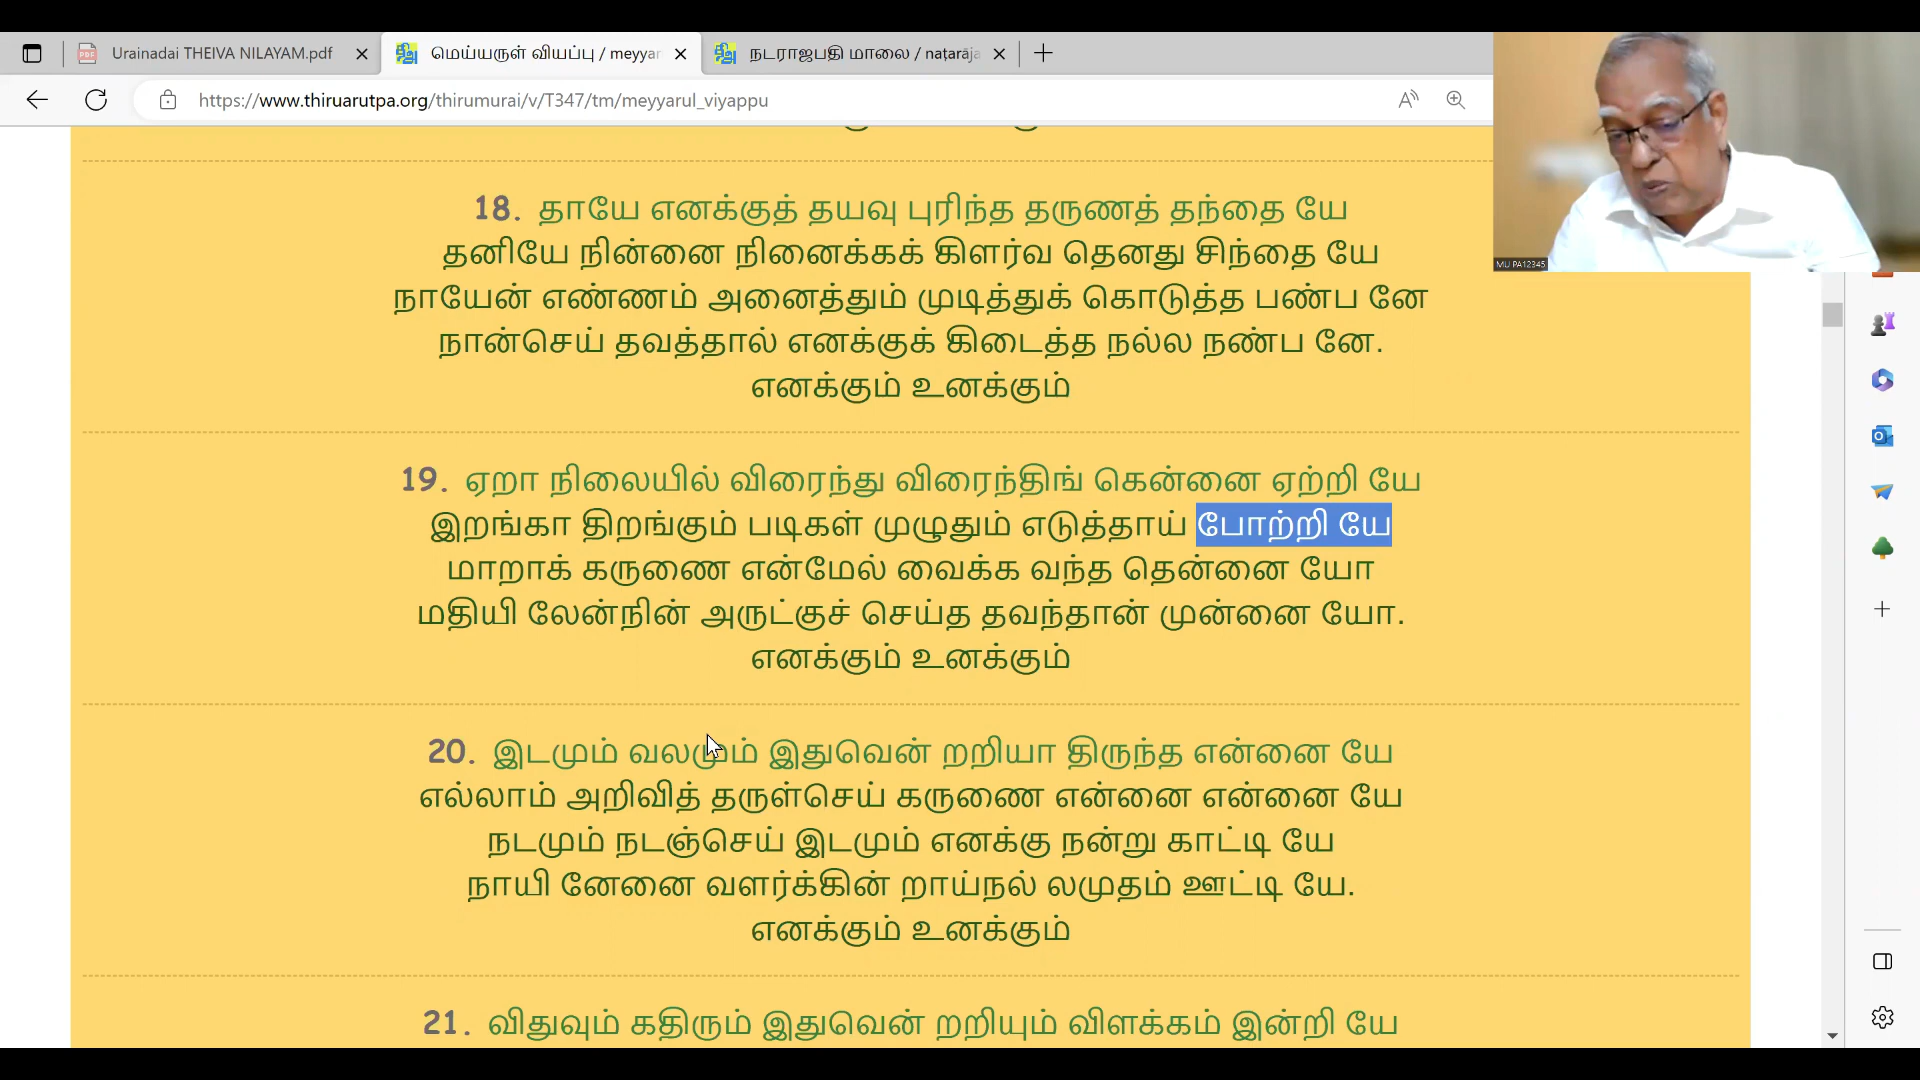 Urainadai THEIVA NILAYAM.pdf
மெய்யருள் வியப்பு / meyyar
நடராஜபதி மாலை / naṭarāja
https://www.thiruarutpa.org/thirumurai/v/T347/tm/meyyarul_viyappu
MU PA12345
18. தாயே எனக்குத் தயவு புரிந்த தருணத் தந்தை யே
தனியே நின்னை நினைக்கக் கிளர்வ தெனது சிந்தை யே
நாயேன் எண்ணம் அனைத்தும் முடித்துக் கொடுத்த பண்ப னே
நான்செய் தவத்தால் எனக்குக் கிடைத்த நல்ல நண்ப னே.
எனக்கும் உனக்கும்
19. ஏறா நிலையில் விரைந்து விரைந்திங் கென்னை ஏற்றி யே
இறங்கா திறங்கும் படிகள் முழுதும் எடுத்தாய் போற்றி யே
மாறாக் கருணை என்மேல் வைக்க வந்த தென்னை யோ
மதியி லேன்நின் அருட்குச் செய்த தவந்தான் முன்னை யோ.
எனக்கும் உனக்கும்
20. இடமும் வலமும் இதுவென் றறியா திருந்த என்னை யே
எல்லாம் அறிவித் தருள்செய் கருணை என்னை என்னை யே
நடமும் நடஞ்செய் இடமும் எனக்கு நன்று காட்டி யே
நாயி னேனை வளர்க்கின் றாய்நல் லமுதம் ஊட்டி யே.
எனக்கும் உனக்கும்
21. விதுவும் கதிரும் இதுவென் றறியும் விளக்கம் இன்றி யே